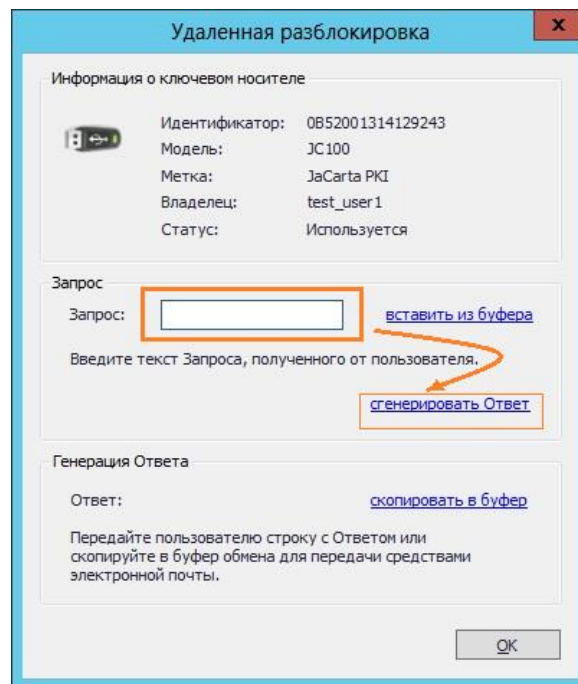 Удаленная разблокировка
x
Информация о ключевом носителе
Идентификатор: 0B52001314129243
Модель: JC100
Метка: JaCarta PKI
Владелец: test_user1
Статус: Используется
Запрос
Запрос: вставить из буфера
Введите текст Запроса, полученного от пользователя.
сгенерировать Ответ
Генерация Ответа
Ответ: скопировать в буфер
Передайте пользователю строку с Ответом или
скопируйте в буфер обмена для передачи средствами
электронной почты.
OK